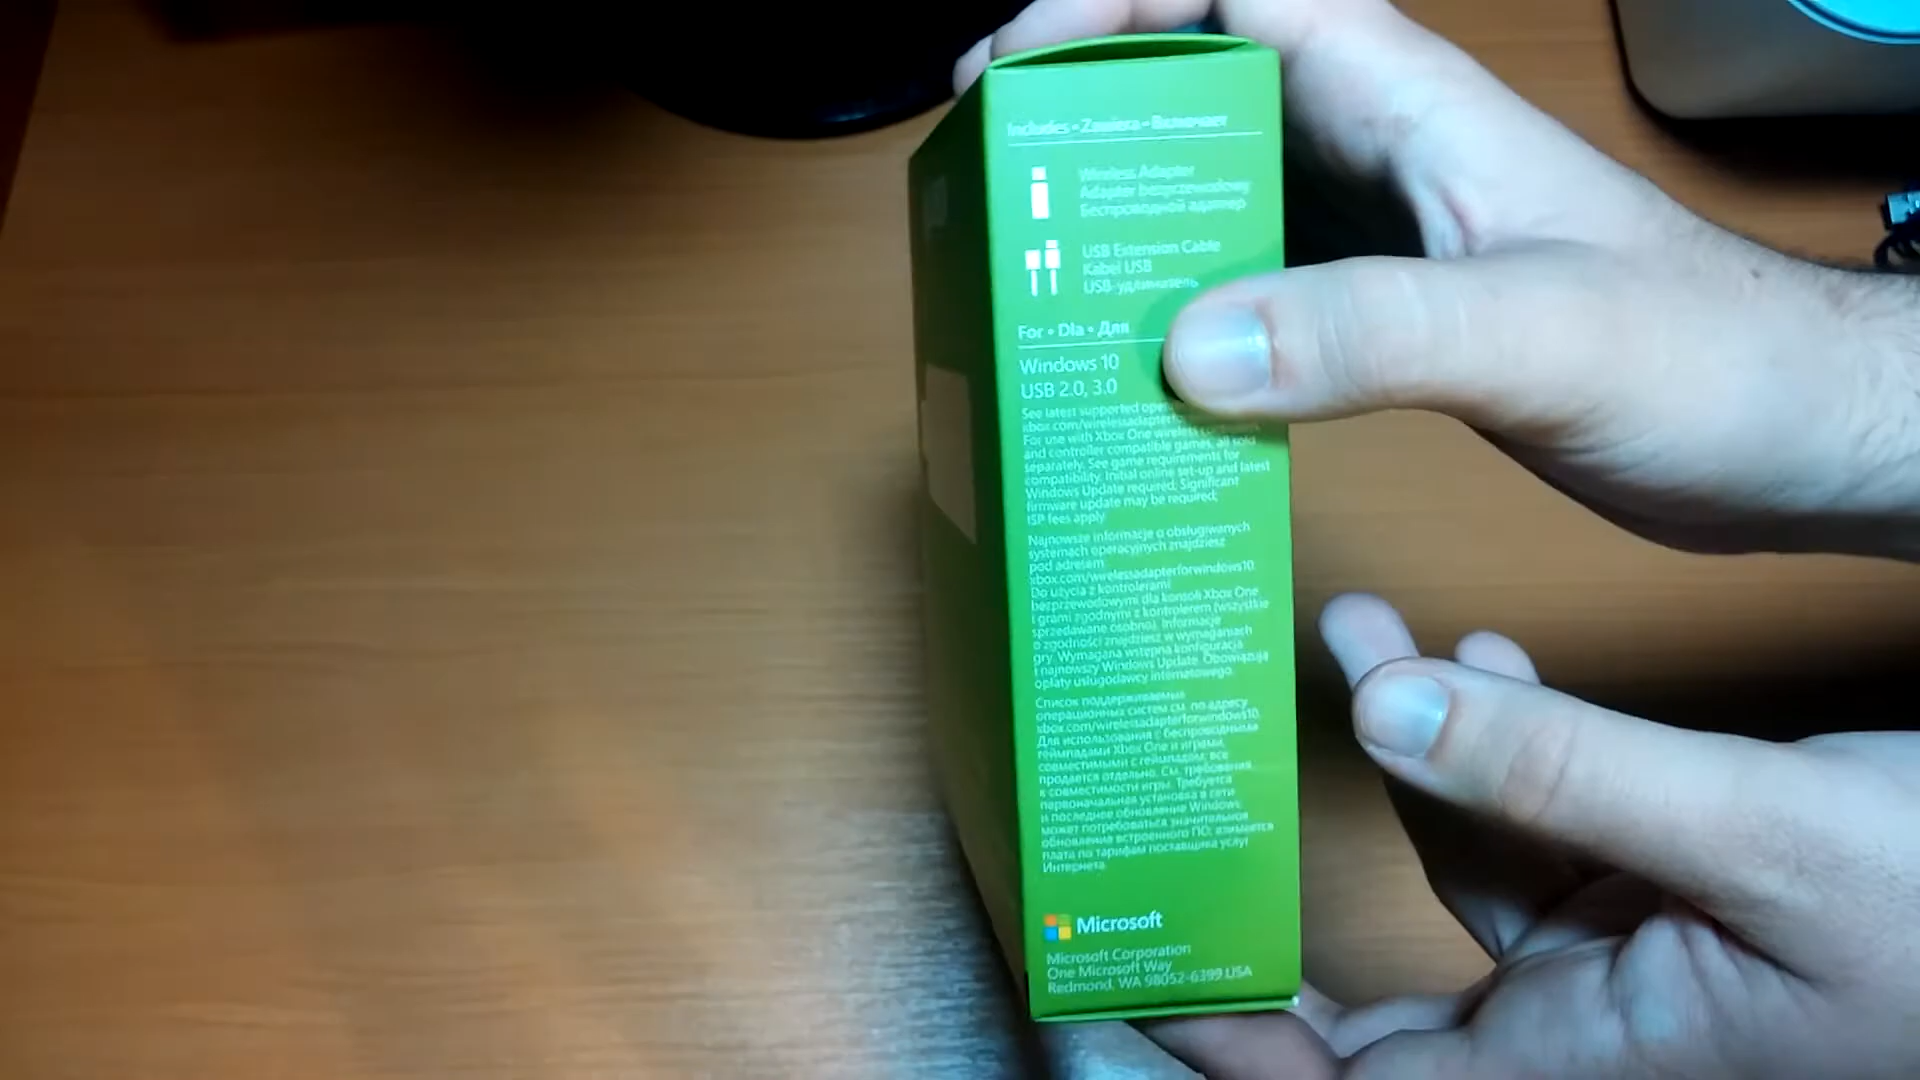 Includes • Zawiera • Включает
Wireless Adapter
Adapter bezprzewodowy
Беспроводной адаптер
USB Extension Cable
Kabel USB
USB-удлинитель
For • Dla • Для
Windows 10
USB 2.0, 3.0
See latest supported
xbox.com/wirelessadapter
For use with Xbox One wireless
and controller compatible games, all sold
separately. See game requirements for
compatibility. Initial online set-up and latest
Windows Update required. Significant
firmware update may be required;
ISP fees apply.
Najnowsze informacje o obsługiwanych
systemach operacyjnych znajdziesz
pod adresem
xbox.com/wirelessadapterforwindows10.
Do użycia z kontrolerami
bezprzewodowymi dla konsoli Xbox One
i grami zgodnymi z kontrolerem (wszystkie
sprzedawane osobno). Informacje
o zgodności znajdziesz w wymaganiach
gry. Wymagana wstępna konfiguracja
i najnowszy Windows Update. Obowiązują
opłaty usługodawcy internetowego.
Список поддерживаемых
операционных систем см. по адресу
xbox.com/wirelessadapterforwindows10.
Для использования с беспроводными
геймпадами Xbox One и играми,
совместимыми с геймпадом; все
продается отдельно. См. требования
к совместимости игры. Требуется
первоначальная установка в сети
и последнее обновление Windows;
может потребоваться значительное
обновление встроенного ПО; взимается
плата по тарифам поставщика услуг
Интернета.
Microsoft
Microsoft Corporation
One Microsoft Way
Redmond, WA 98052-6399 USA